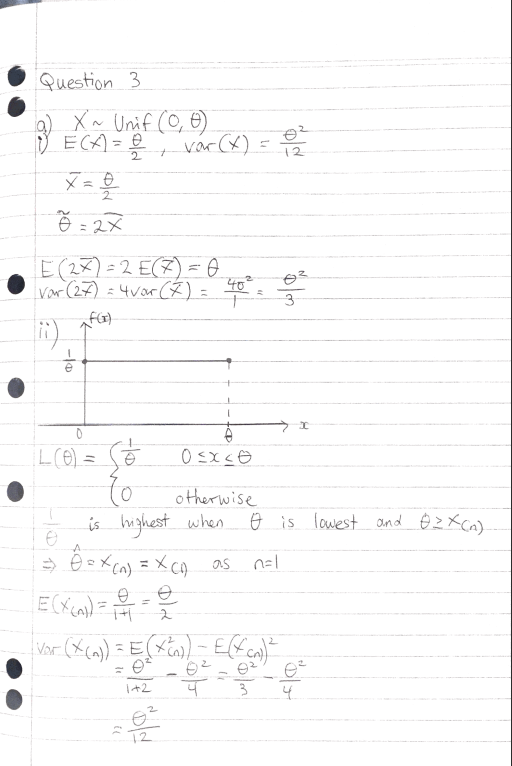 Question 3
a) X ~ Unif (0, θ)
i) E(X) = θ/2 , var(X) = θ²/12
X̅ = θ/2
θ̃ = 2X̅
E(2X̅) = 2 E(X̅) = θ
var(2X̅) = 4var(X̅) = 4σ²/1 = θ²/3
ii) f(x)
1/θ
0 θ x
L(θ) = { 1/θ 0 ≤ x ≤ θ
0 otherwise
1/θ is highest when θ is lowest and θ ≥ x(n)
⇒ θ̂ = x(n) = x(1) as n=1
E(x(n)) = θ/1+1 = θ/2
var(x(n)) = E(x²(n)) - E(x(n))²
= θ²/1+2 - θ²/4 = θ²/3 - θ²/4
= θ²/12